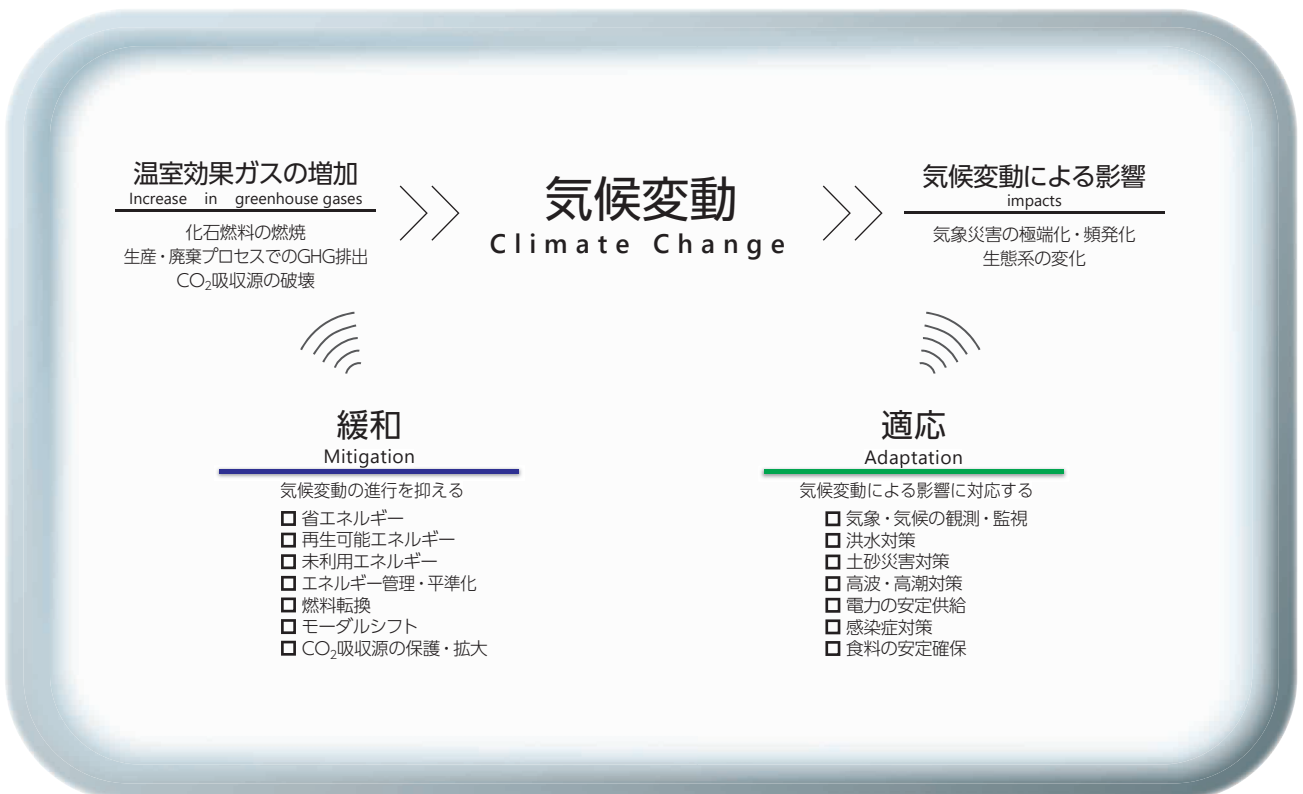 温室効果ガスの増加
Increase in greenhouse gases
化石燃料の燃焼
生産・廃棄プロセスでのGHG排出
CO₂吸収源の破壊
気候変動
Climate Change
気候変動による影響
impacts
気象災害の極端化・頻発化
生態系の変化
緩和
Mitigation
気候変動の進行を抑える
省エネルギー
再生可能エネルギー
未利用エネルギー
エネルギー管理・平準化
燃料転換
モーダルシフト
CO₂吸収源の保護・拡大
適応
Adaptation
気候変動による影響に対応する
気象・気候の観測・監視
洪水対策
土砂災害対策
高波・高潮対策
電力の安定供給
感染症対策
食料の安定確保